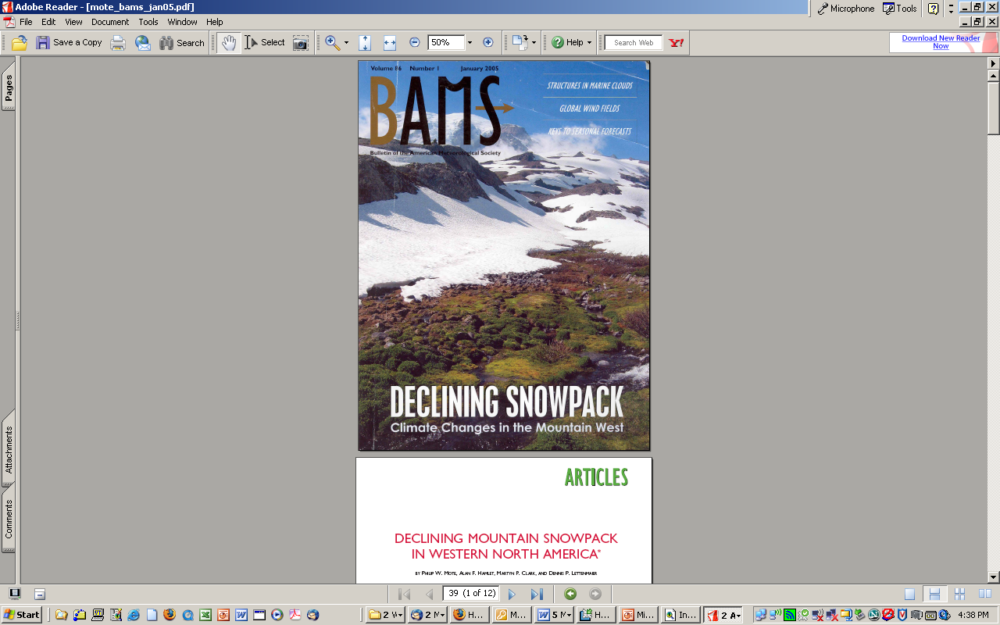 Adobe Reader - [mote_bams_jan05.pdf]
Microphone Tools
File Edit View Document Tools Window Help
Save a Copy Search Select 50% Help Search Web Y!
Download New Reader
Now
Pages
Volume 86 Number 1 January 2005
BAMS
Bulletin of the American Meteorological Society
STRUCTURES IN MARINE CLOUDS
GLOBAL WIND FIELDS
KEYS TO SEASONAL FORECASTS
DECLINING SNOWPACK
Climate Changes in the Mountain West
Attachments
Comments
ARTICLES
DECLINING MOUNTAIN SNOWPACK
IN WESTERN NORTH AMERICA*
BY PHILIP W. MOTE, ALAN F. HAMLET, MARTYN P. CLARK, AND DENNIS P. LETTENMAIER
39 (1 of 12)
Start 2 2 H... M... 5 H... Mi... In... 2 A 4:38 PM